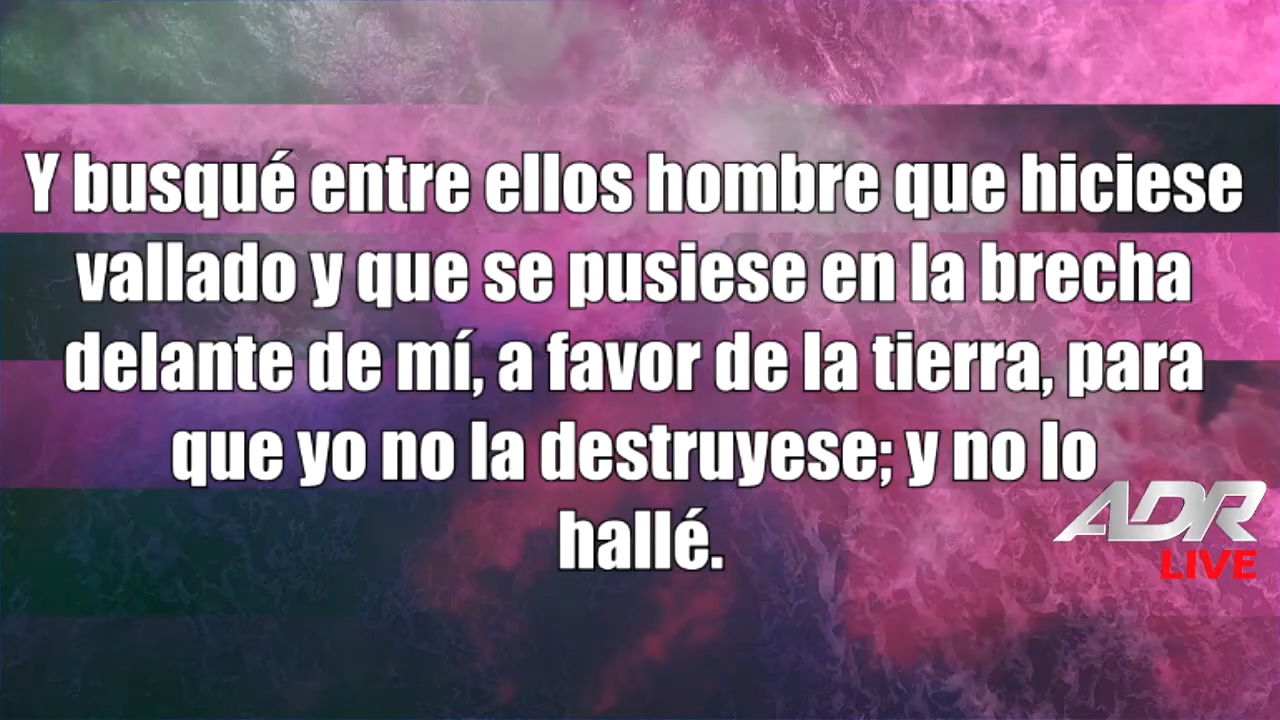 Y busqué entre ellos hombre que hiciese
vallado y que se pusiese en la brecha
delante de mí, a favor de la tierra, para
que yo no la destruyese; y no lo
hallé.
ADR
LIVE